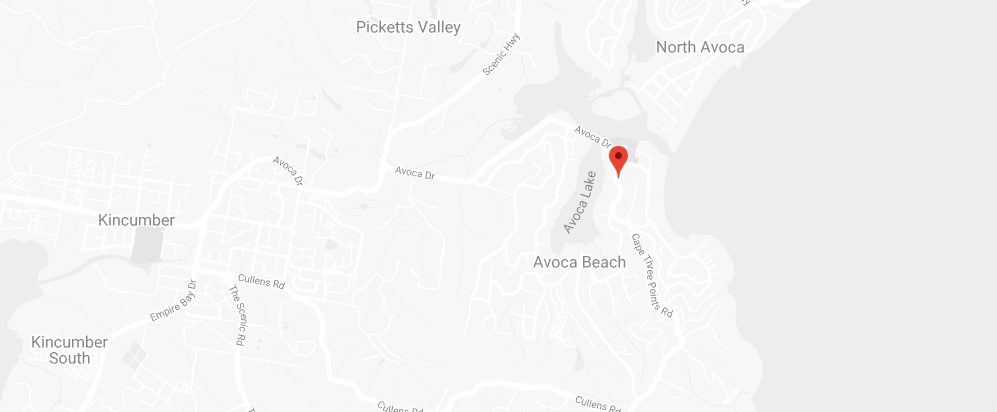 Picketts Valley
Scenic Hwy
North Avoca
Avoca Dr
Avoca Dr
Avoca Dr
Avoca Lake
Kincumber
Avoca Beach
Cape Three Points Rd
Cullens Rd
Empire Bay Dr
The Scenic Rd
Kincumber
South
Cullens Rd
Cullens Rd